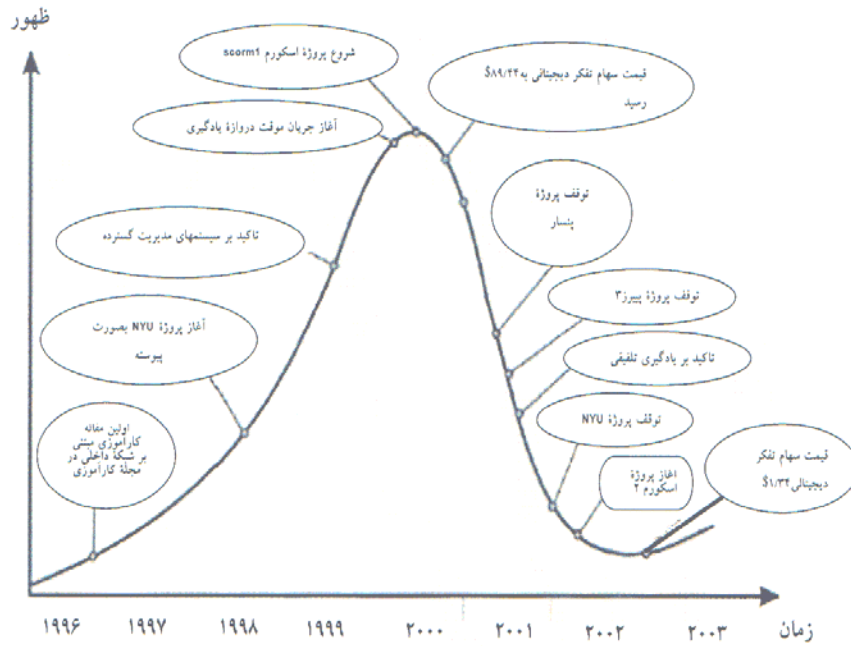 ظهور
شروع پروژهٔ اسکورم scorm1
قیمت سهام تفکر دیجیتالی به ۸۹/۴۴$
رسید
آغاز جریان موقت دروازهٔ یادگیری
توقف پروژهٔ
پنسار
تاکید بر سیستمهای مدیریت گسترده
توقف پروژهٔ پییرز۳
آغاز پروژهٔ NYU بصورت
پیوسته
تاکید بر یادگیری تلفیقی
توقف پروژهٔ NYU
اولین مقاله
کارآموزی مبتنی
بر شبکهٔ داخلی در
مجلهٔ کارآموزی
آغاز پروژهٔ
اسکورم ۲
قیمت سهام تفکر
دیجیتالی ۱/۳۴$
۱۹۹۶ ۱۹۹۷ ۱۹۹۸ ۱۹۹۹ ۲۰۰۰ ۲۰۰۱ ۲۰۰۲ ۲۰۰۳ زمان